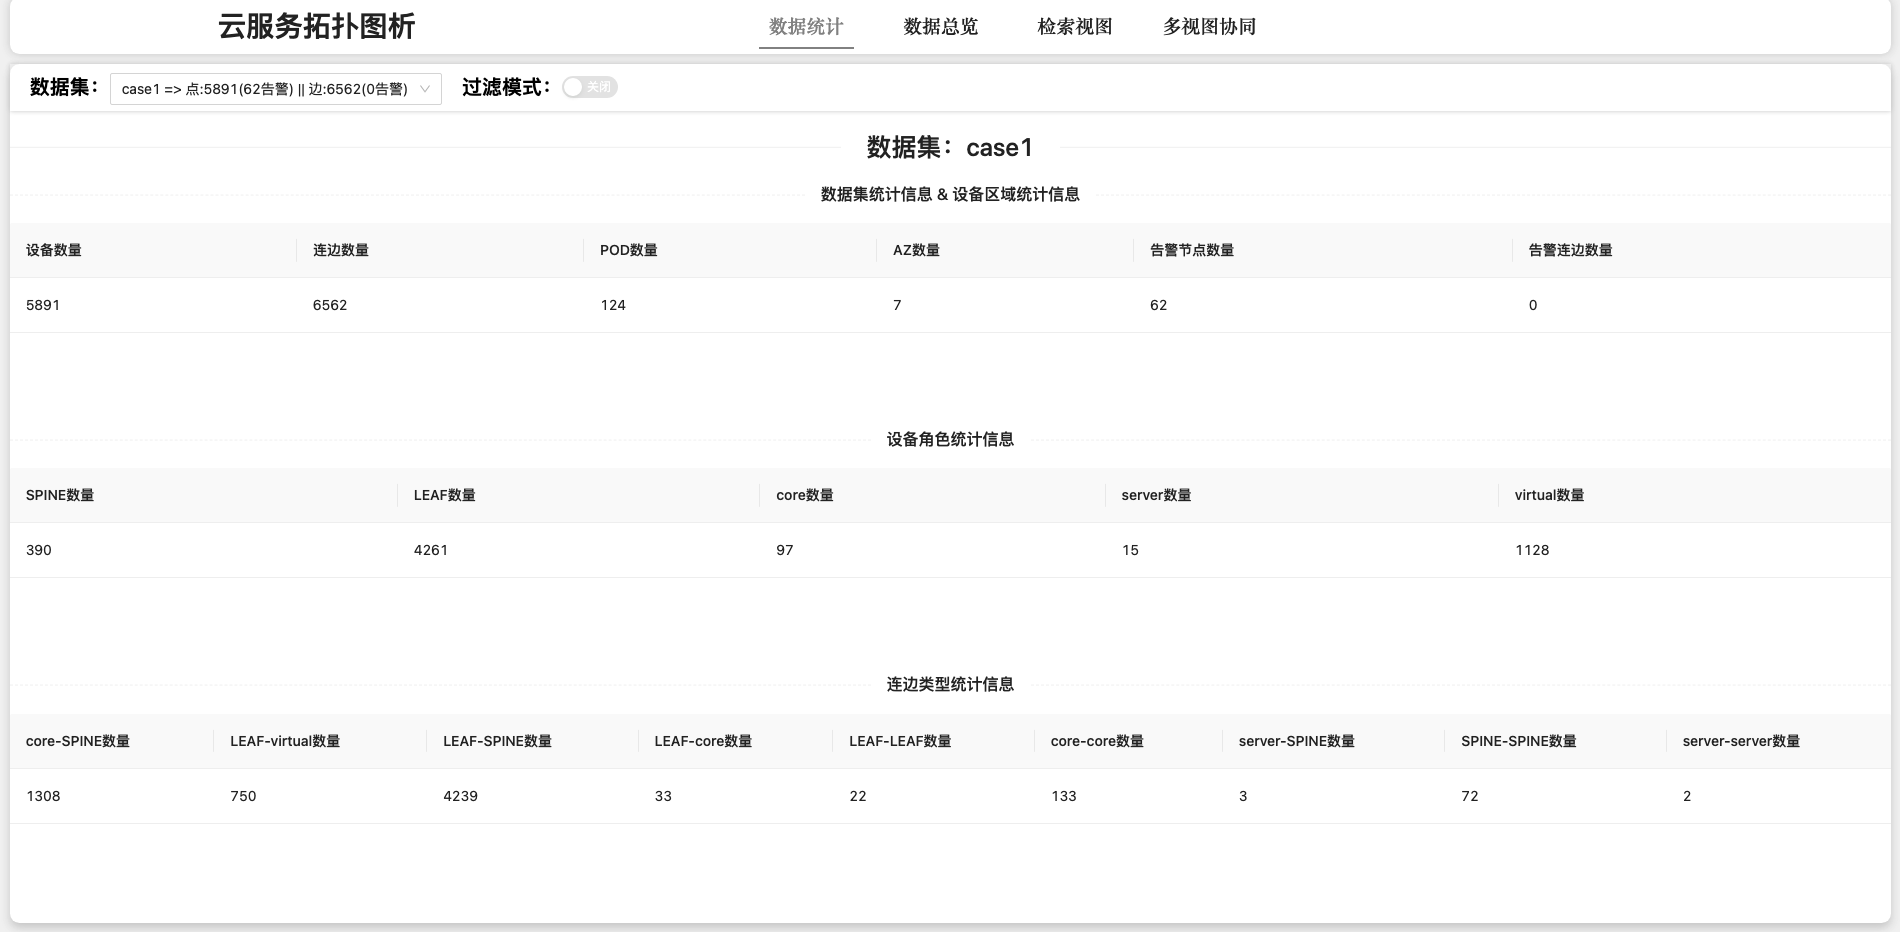 云服务拓扑图析 数据统计 数据总览 检索视图 多视图协同
数据集： case1 => 点:5891(62告警) || 边:6562(0告警) 过滤模式： 关闭
数据集：case1
数据集统计信息 & 设备区域统计信息
设备数量 连边数量 POD数量 AZ数量 告警节点数量 告警连边数量
5891 6562 124 7 62 0
设备角色统计信息
SPINE数量 LEAF数量 core数量 server数量 virtual数量
390 4261 97 15 1128
连边类型统计信息
core-SPINE数量 LEAF-virtual数量 LEAF-SPINE数量 LEAF-core数量 LEAF-LEAF数量 core-core数量 server-SPINE数量 SPINE-SPINE数量 server-server数量
1308 750 4239 33 22 133 3 72 2